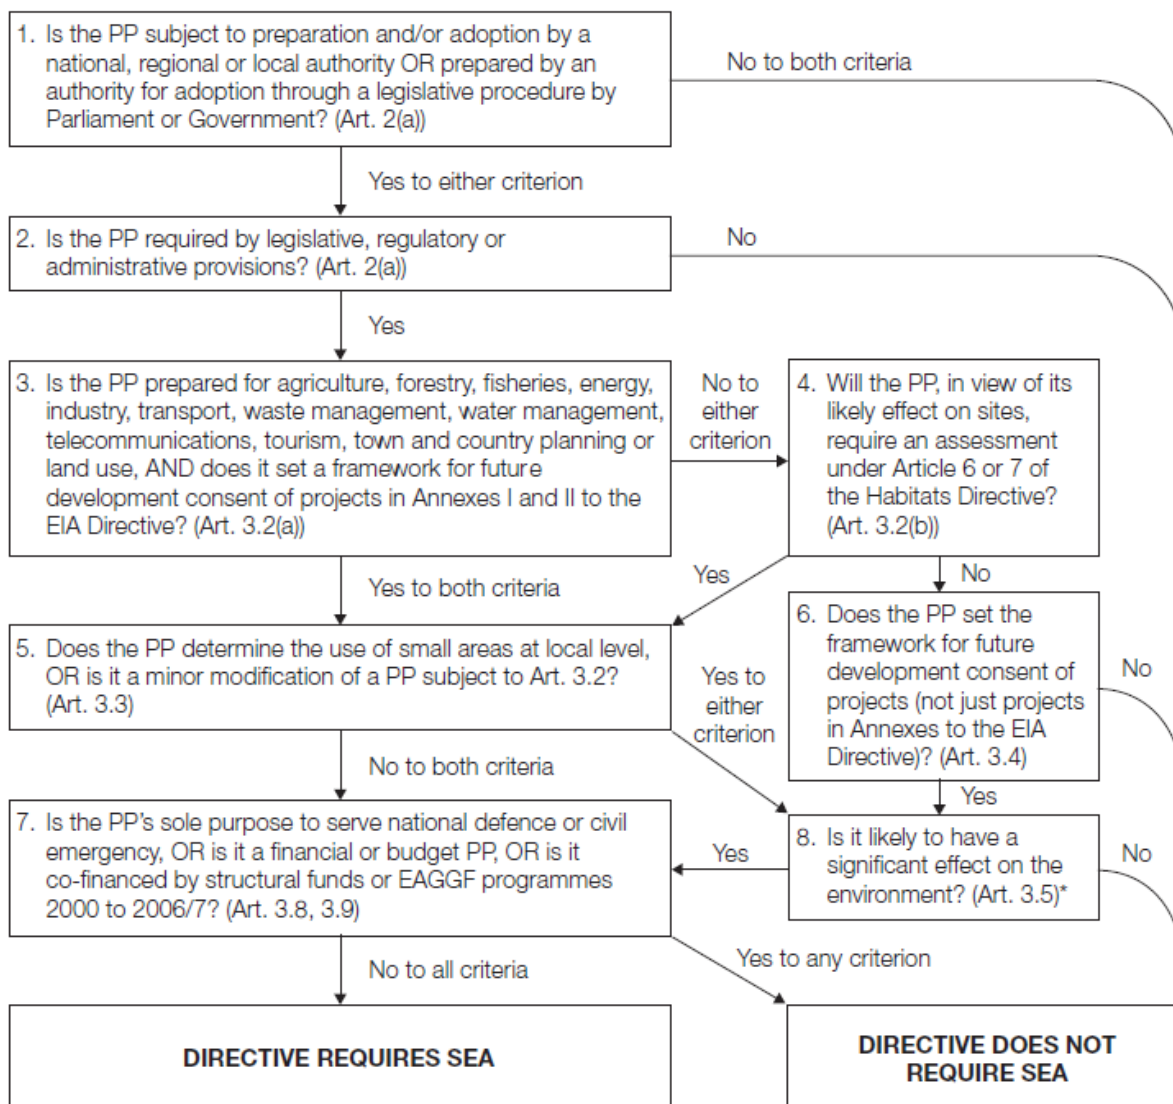 1. Is the PP subject to preparation and/or adoption by a
national, regional or local authority OR prepared by an
authority for adoption through a legislative procedure by
Parliament or Government? (Art. 2(a))
No to both criteria
Yes to either criterion
2. Is the PP required by legislative, regulatory or
administrative provisions? (Art. 2(a))
No
Yes
3. Is the PP prepared for agriculture, forestry, fisheries, energy,
industry, transport, waste management, water management,
telecommunications, tourism, town and country planning or
land use, AND does it set a framework for future
development consent of projects in Annexes I and II to the
EIA Directive? (Art. 3.2(a))
No to
either
criterion
4. Will the PP, in view of its
likely effect on sites,
require an assessment
under Article 6 or 7 of
the Habitats Directive?
(Art. 3.2(b))
Yes to both criteria
Yes
No
5. Does the PP determine the use of small areas at local level,
OR is it a minor modification of a PP subject to Art. 3.2?
(Art. 3.3)
Yes to
either
criterion
6. Does the PP set the
framework for future
development consent of
projects (not just projects
in Annexes to the EIA
Directive)? (Art. 3.4)
No
No to both criteria
Yes
7. Is the PP's sole purpose to serve national defence or civil
emergency, OR is it a financial or budget PP, OR is it
co-financed by structural funds or EAGGF programmes
2000 to 2006/7? (Art. 3.8, 3.9)
Yes
8. Is it likely to have a
significant effect on the
environment? (Art. 3.5)*
No
No to all criteria
Yes to any criterion
DIRECTIVE REQUIRES SEA
DIRECTIVE DOES NOT
REQUIRE SEA